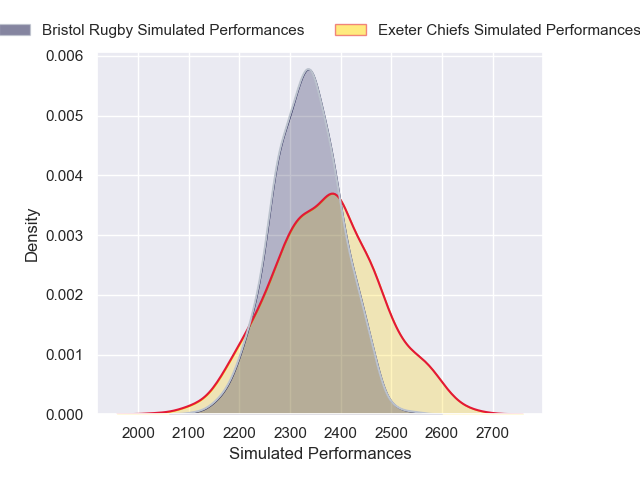 Bristol Rugby Simulated Performances
Exeter Chiefs Simulated Performances
0.006
0.005
0.004
0.003
0.002
0.001
0.000
Density
2000 2100 2200 2300 2400 2500 2600 2700
Simulated Performances